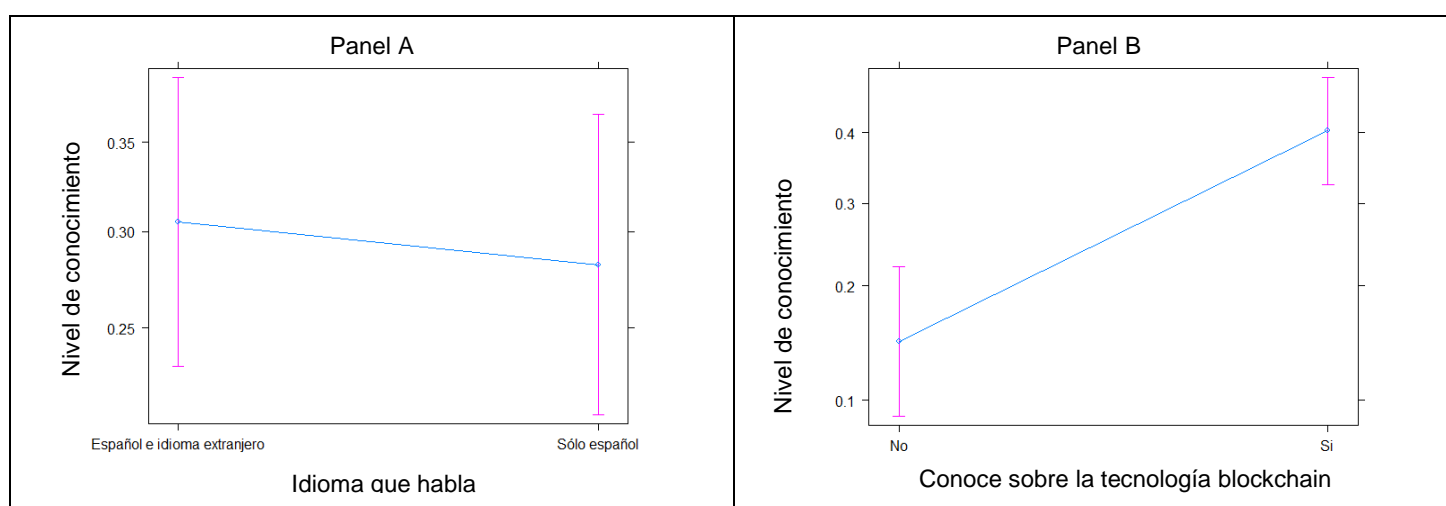 Panel A
Nivel de conocimiento
0.35
0.30
0.25
Español e idioma extranjero
Sólo español
Idioma que habla
Panel B
Nivel de conocimiento
0.4
0.3
0.2
0.1
No
Si
Conoce sobre la tecnología blockchain